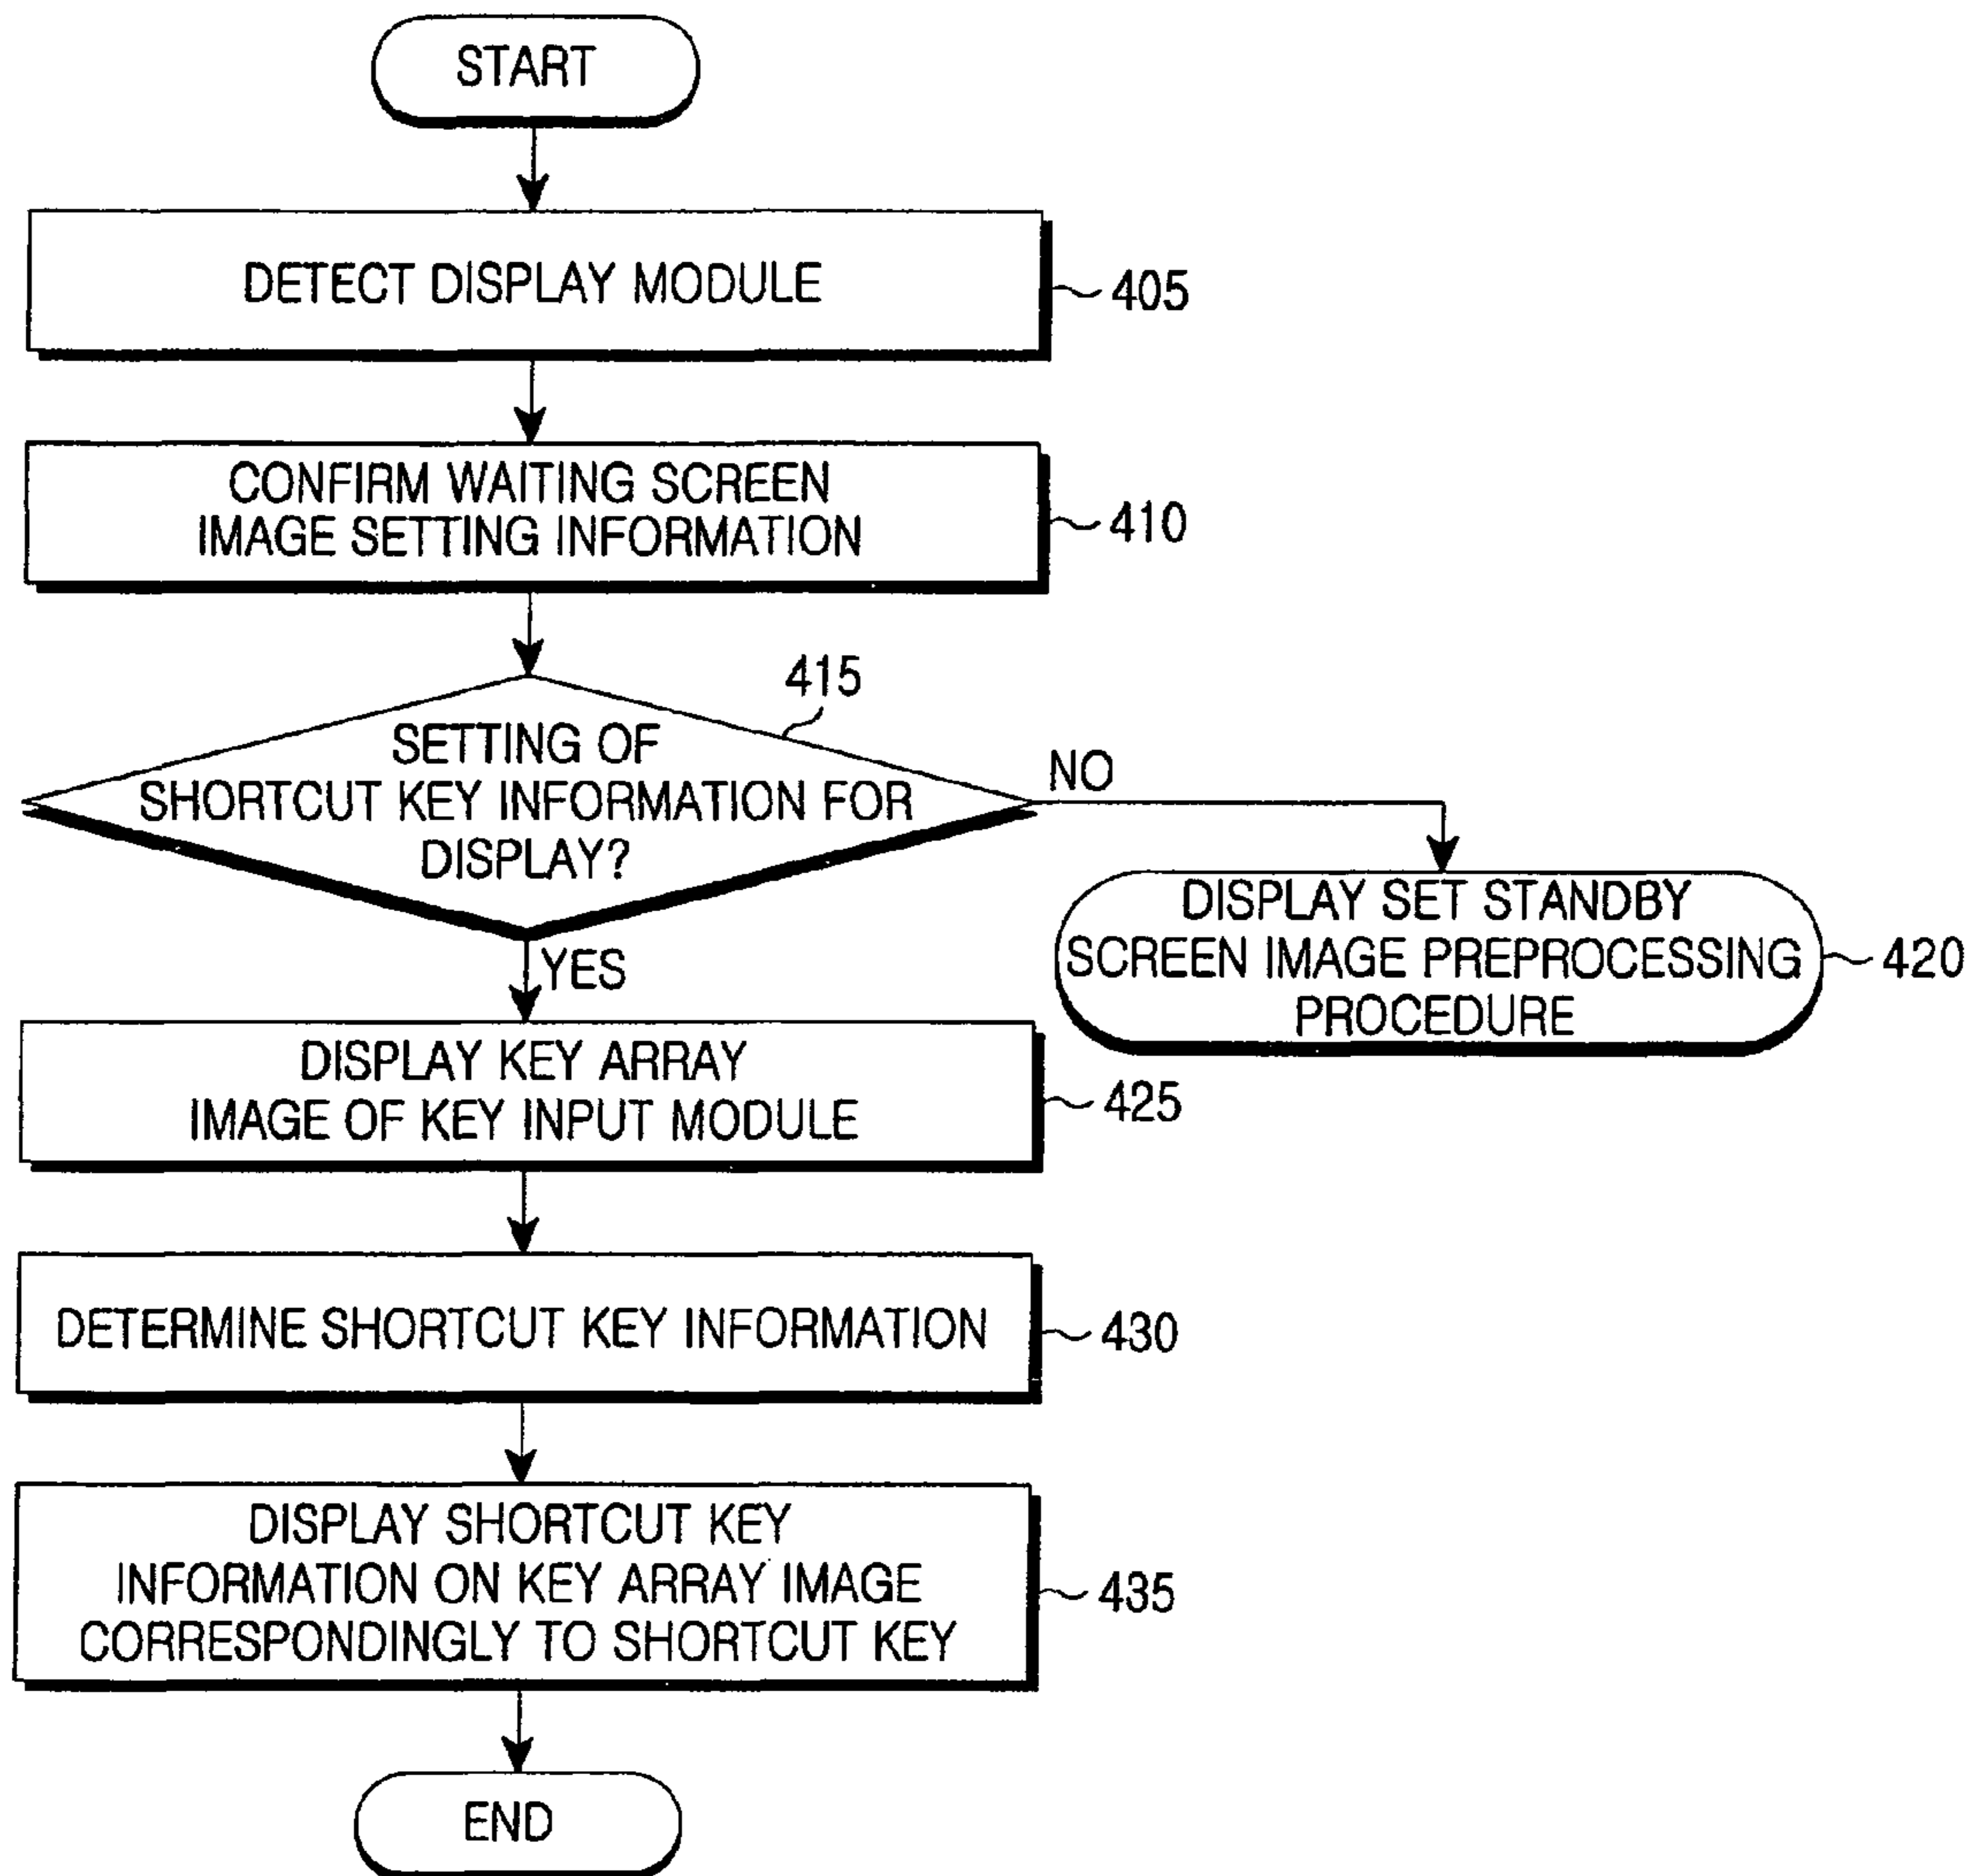 START
DETECT DISPLAY MODULE
405
CONFIRM WAITING SCREEN
IMAGE SETTING INFORMATION
410
415
SETTING OF
SHORTCUT KEY INFORMATION FOR
DISPLAY?
NO
DISPLAY SET STANDBY
SCREEN IMAGE PREPROCESSING
PROCEDURE
420
YES
DISPLAY KEY ARRAY
IMAGE OF KEY INPUT MODULE
425
DETERMINE SHORTCUT KEY INFORMATION
430
DISPLAY SHORTCUT KEY
INFORMATION ON KEY ARRAY IMAGE
CORRESPONDINGLY TO SHORTCUT KEY
435
END